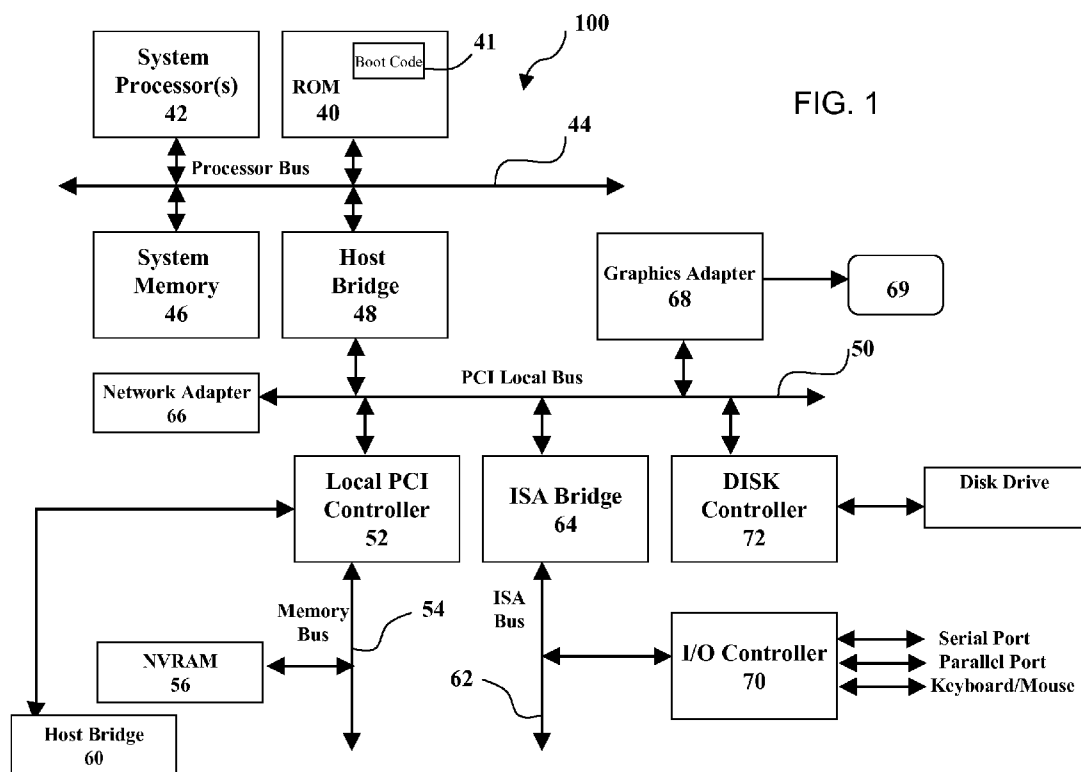 System
Processor(s)
42
Boot Code
ROM
40
41
100
FIG. 1
44
Processor Bus
System
Memory
46
Host
Bridge
48
Graphics Adapter
68
69
50
PCI Local Bus
Network Adapter
66
Local PCI
Controller
52
ISA Bridge
64
DISK
Controller
72
Disk Drive
Memory
Bus
54
ISA
Bus
NVRAM
56
62
I/O Controller
70
Serial Port
Parallel Port
Keyboard/Mouse
Host Bridge
60